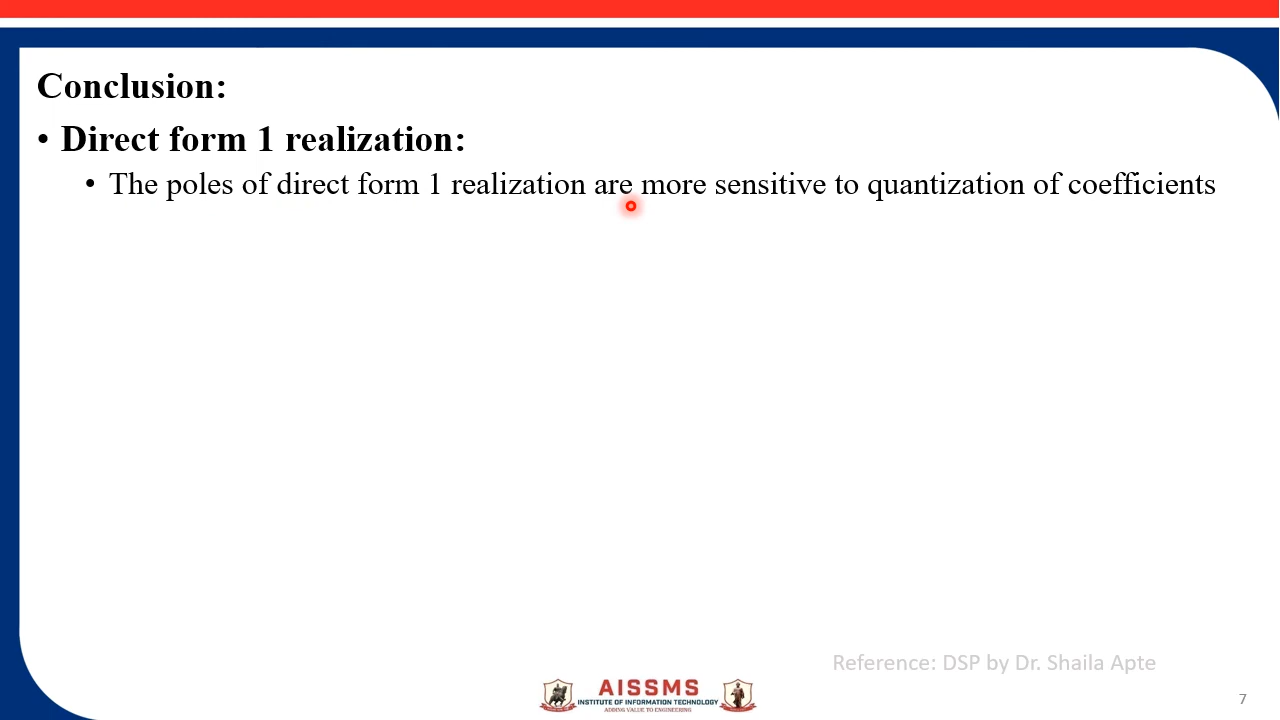 Conclusion:
• Direct form 1 realization:
• The poles of direct form 1 realization are more sensitive to quantization of coefficients
Reference: DSP by Dr. Shaila Apte
AISSMS
INSTITUTE OF INFORMATION TECHNOLOGY
ADDING VALUE TO ENGINEERING
7